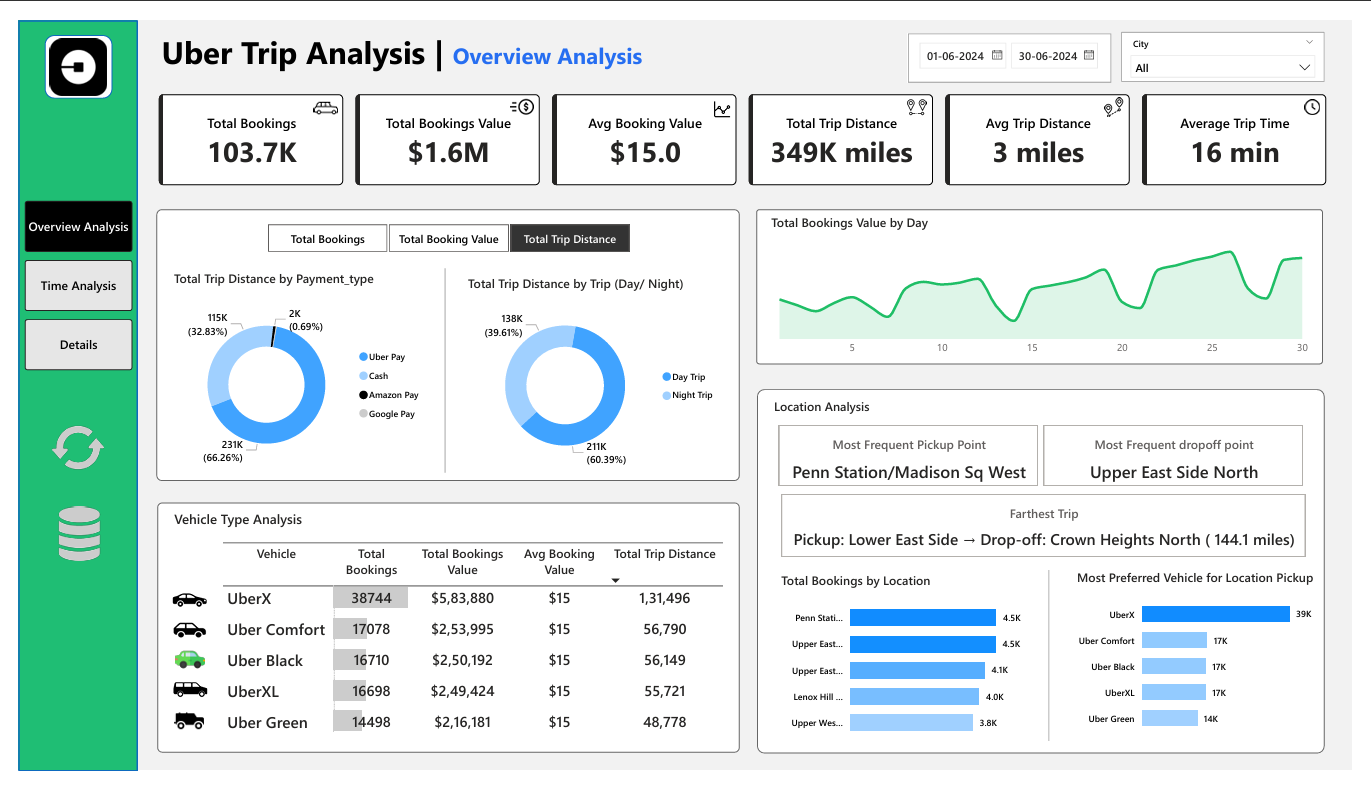 Uber Trip Analysis | Overview Analysis
01-06-2024 30-06-2024
City
All
Total Bookings
103.7K
Total Bookings Value
$1.6M
Avg Booking Value
$15.0
Total Trip Distance
349K miles
Avg Trip Distance
3 miles
Average Trip Time
16 min
Overview Analysis
Time Analysis
Details
Total Bookings Total Booking Value Total Trip Distance
Total Trip Distance by Payment_type
115K
(32.83%)
2K
(0.69%)
231K
(66.26%)
Uber Pay
Cash
Amazon Pay
Google Pay
Total Trip Distance by Trip (Day/ Night)
138K
(39.61%)
211K
(60.39%)
Day Trip
Night Trip
Total Bookings Value by Day
5 10 15 20 25 30
Vehicle Type Analysis
Vehicle Total Bookings Total Bookings Value Avg Booking Value Total Trip Distance
UberX 38744 $5,83,880 $15 1,31,496
Uber Comfort 17078 $2,53,995 $15 56,790
Uber Black 16710 $2,50,192 $15 56,149
UberXL 16698 $2,49,424 $15 55,721
Uber Green 14498 $2,16,181 $15 48,778
Location Analysis
Most Frequent Pickup Point
Penn Station/Madison Sq West
Most Frequent dropoff point
Upper East Side North
Farthest Trip
Pickup: Lower East Side → Drop-off: Crown Heights North ( 144.1 miles)
Total Bookings by Location
Penn Stati... 4.5K
Upper East... 4.5K
Upper East... 4.1K
Lenox Hill ... 4.0K
Upper Wes... 3.8K
Most Preferred Vehicle for Location Pickup
UberX 39K
Uber Comfort 17K
Uber Black 17K
UberXL 17K
Uber Green 14K